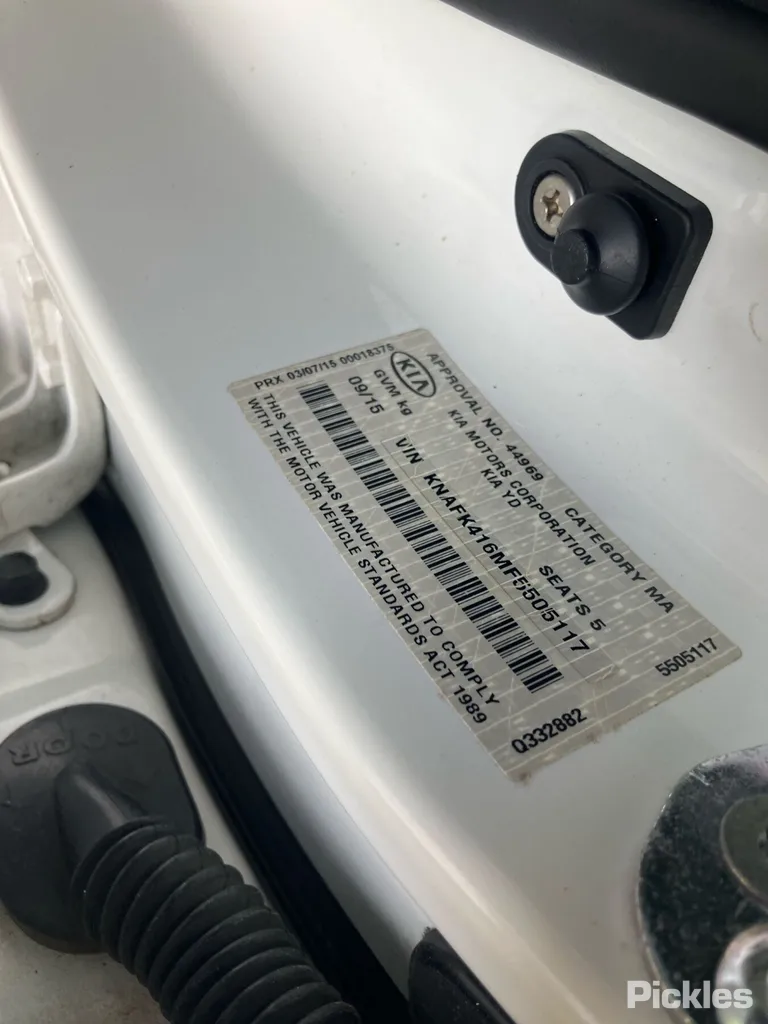 APPROVAL NO. 44969 CATEGORY MA
KIA
KIA MOTORS CORPORATION
KIA YD
GVM kg SEATS 5
09/15
VIN KNAFK416MF5505117
THIS VEHICLE WAS MANUFACTURED TO COMPLY
WITH THE MOTOR VEHICLE STANDARDS ACT 1989
PRX 03/07/15 00018375
5505117
Q332882
DOOR
Pickles